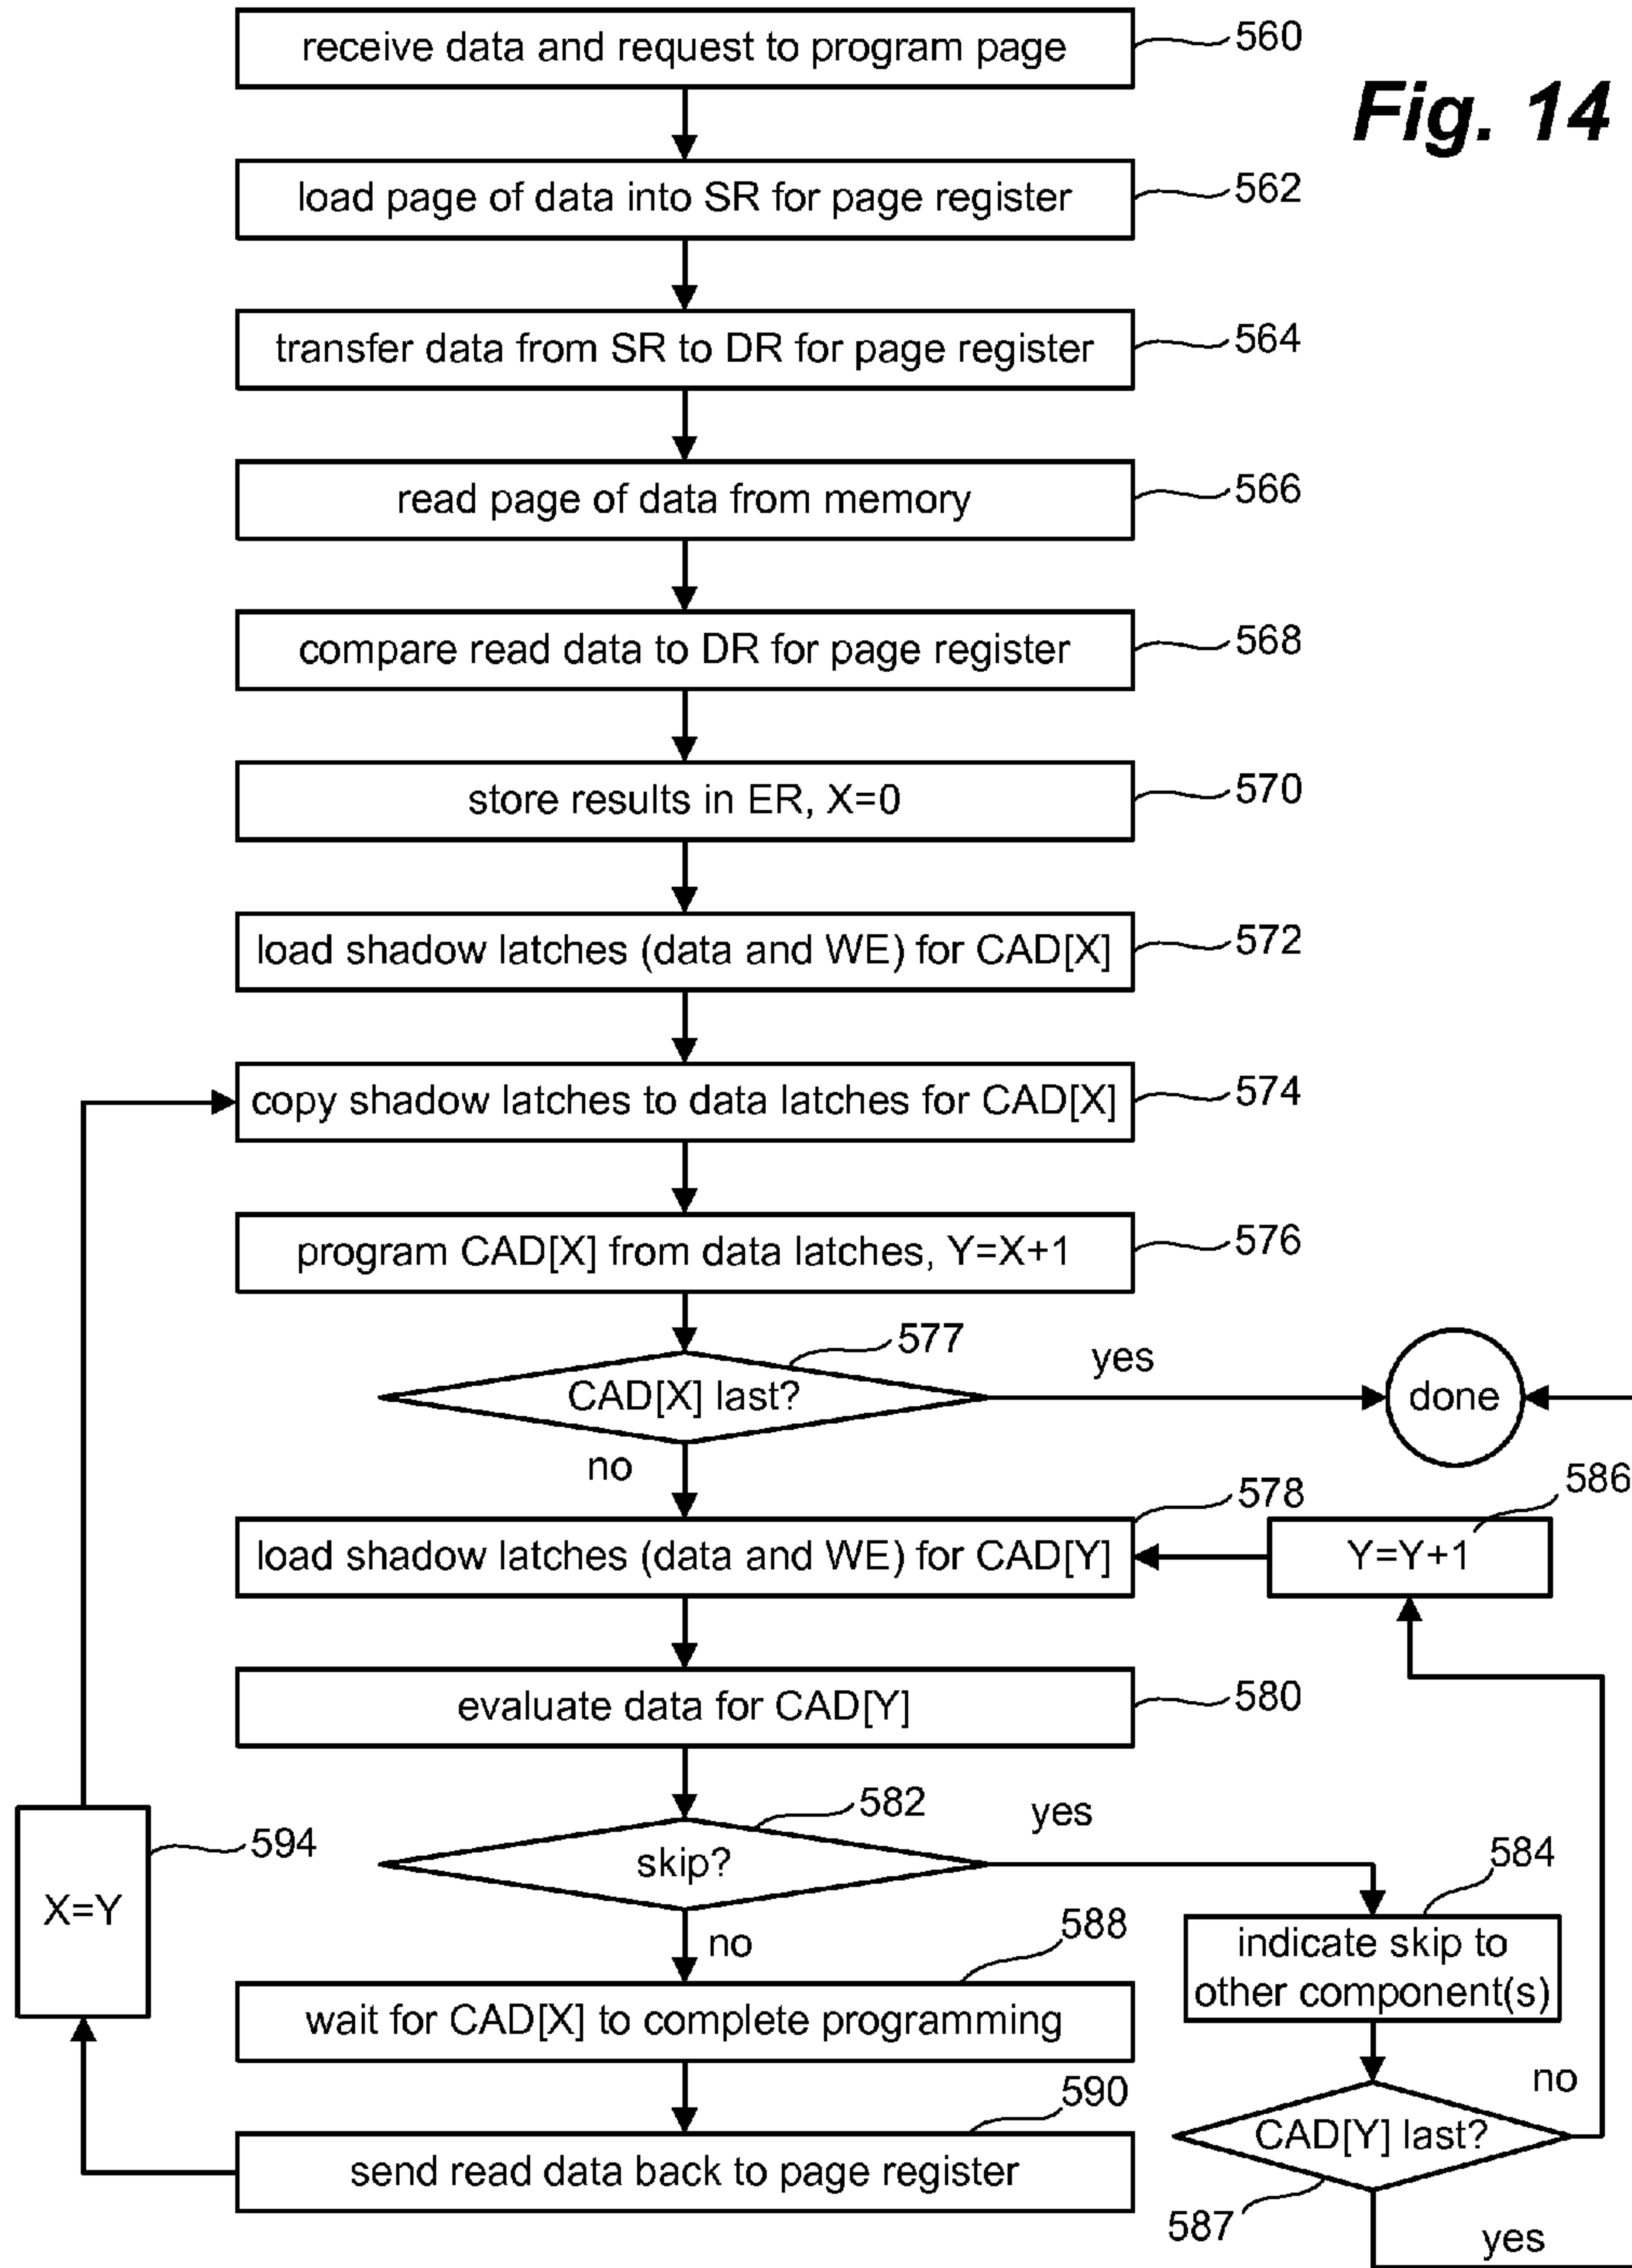 receive data and request to program page
560
Fig. 14
load page of data into SR for page register
562
transfer data from SR to DR for page register
564
read page of data from memory
566
compare read data to DR for page register
568
store results in ER, X=0
570
load shadow latches (data and WE) for CAD[X]
572
copy shadow latches to data latches for CAD[X]
574
program CAD[X] from data latches, Y=X+1
576
577
yes
CAD[X] last?
done
no
586
578
load shadow latches (data and WE) for CAD[Y]
Y=Y+1
evaluate data for CAD[Y]
580
582
yes
594
skip?
584
X=Y
588
no
indicate skip to
other component(s)
wait for CAD[X] to complete programming
590
no
CAD[Y] last?
send read data back to page register
587
yes